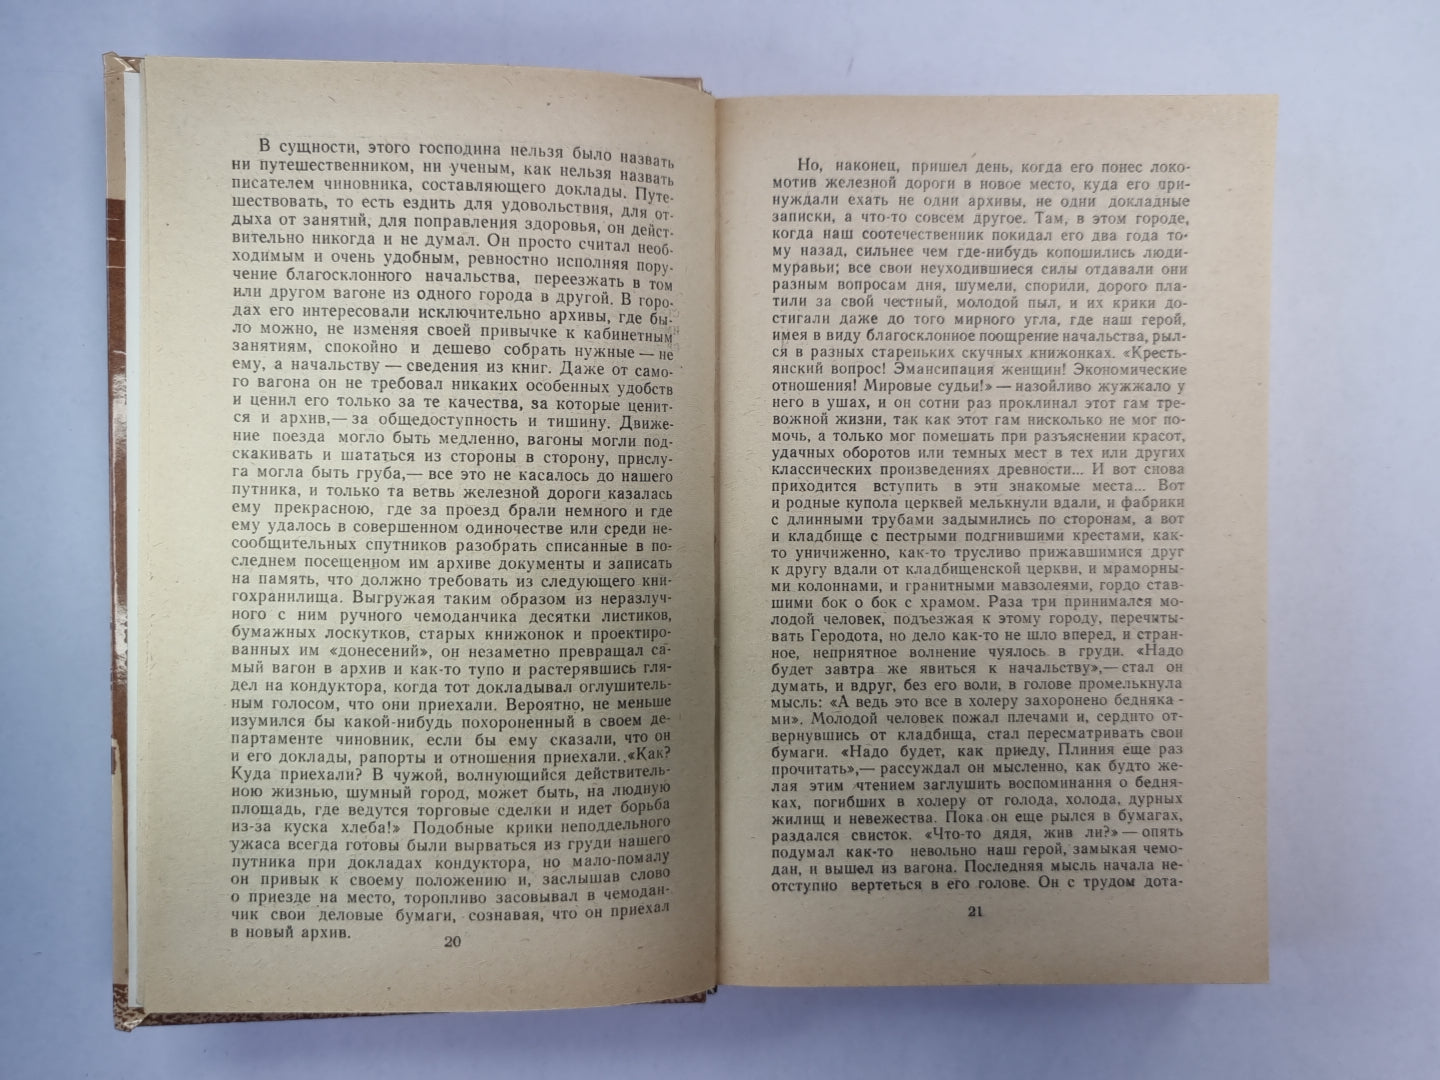 В сущности, этого господина нельзя было назвать
ни путешественником, ни ученым, как нельзя назвать
писателем чиновника, составляющего доклады. Путе-
шествовать, то есть ездить для удовольствия, для от-
дыха от занятий, для поправления здоровья, он дейст-
вительно никогда и не думал. Он просто считал необ-
ходимым и очень удобным, ревностно исполняя пору-
чение благосклонного начальства, переезжать в том
или другом вагоне из одного города в другой. В горо-
дах его интересовали исключительно архивы, где бы-
ло можно, не изменяя своей привычке к кабинетным
занятиям, спокойно и дешево собрать нужные — не
ему, а начальству — сведения из книг. Даже от само-
го вагона он не требовал никаких особенных удобств
и ценил его только за те качества, за которые ценит-
ся и архив,— за общедоступность и тишину. Движе-
ние поезда могло быть медленно, вагоны могли под-
скакивать и шататься из стороны в сторону, прислу-
га могла быть груба,— все это не касалось до нашего
путника, и только та ветвь железной дороги казалась
ему прекрасною, где за проезд брали немного и где
ему удалось в совершенном одиночестве или среди не-
сообщительных спутников разобрать списанные в по-
следнем посещенном им архиве документы и записать
на память, что должно требовать из следующего кни-
гохранилища. Выгружая таким образом из неразлуч-
ного с ним ручного чемоданчика десятки листиков,
бумажных лоскутков, старых книжонок и проектиро-
ванных им «донесений», он незаметно превращал са-
мый вагон в архив и как-то тупо и растерявшись гля-
дел на кондуктора, когда тот докладывал оглушитель-
ным голосом, что они приехали. Вероятно, не меньше
изумился бы какой-нибудь похороненный в своем де-
партаменте чиновник, если бы ему сказали, что он
и его доклады, рапорты и отношения приехали. «Как?
Куда приехали? В чужой, волнующийся действитель-
ною жизнью, шумный город, может быть, на людную
площадь, где ведутся торговые сделки и идет борьба
из-за куска хлеба!» Подобные крики неподдельного
ужаса всегда готовы были вырваться из груди нашего
путника при докладах кондуктора, но мало-помалу
он привык к своему положению и, заслышав слово
о приезде на место, торопливо засовывал в чемодан-
чик свои деловые бумаги, сознавая, что он приехал
в новый архив.
20
Но, наконец, пришел день, когда его понес локо-
мотив железной дороги в новое место, куда его при-
нуждали ехать не одни архивы, не одни докладные
записки, а что-то совсем другое. Там, в этом городе,
когда наш соотечественник покидал его два года то-
му назад, сильнее чем где-нибудь копошились люди-
муравьи; все свои неуходившиеся силы отдавали они
разным вопросам дня, шумели, спорили, дорого пла-
тили за свой честный, молодой пыл, и их крики до-
стигали даже до того мирного угла, где наш герой,
имея в виду благосклонное поощрение начальства, рыл-
ся в разных стареньких скучных книжонках. «Кресть-
янский вопрос! Эмансипация женщин! Экономические
отношения! Мировые судьи!» — назойливо жужжало у
него в ушах, и он сотни раз проклинал этот гам тре-
вожной жизни, так как этот гам нисколько не мог по-
мочь, а только мог помешать при разъяснении красот,
удачных оборотов или темных мест в тех или других
классических произведениях древности... И вот снова
приходится вступить в эти знакомые места... Вот
и родные купола церквей мелькнули вдали, и фабрики
с длинными трубами задымились по сторонам, а вот
и кладбище с пестрыми подгнившими крестами, как-
то уничиженно, как-то трусливо прижавшимися друг
к другу вдали от кладбищенской церкви, и мраморны-
ми колоннами, и гранитными мавзолеями, гордо став-
шими бок о бок с храмом. Раза три принимался мо-
лодой человек, подъезжая к этому городу, перечиты-
вать Геродота, но дело как-то не шло вперед, и стран-
ное, неприятное волнение чуялось в груди. «Надо
будет завтра же явиться к начальству»,— стал он
думать, и вдруг, без его воли, в голове промелькнула
мысль: «А ведь это все в холеру захоронено бедняка-
ми». Молодой человек пожал плечами и, сердито от-
вернувшись от кладбища, стал пересматривать свои
бумаги. «Надо будет, как приеду, Плиния еще раз
прочитать»,— рассуждал он мысленно, как будто же-
лая этим чтением заглушить воспоминания о бедня-
ках, погибших в холеру от голода, холода, дурных
жилищ и невежества. Пока он еще рылся в бумагах,
раздался свисток. «Что-то дядя, жив ли?» — опять
подумал как-то невольно наш герой, замыкая чемо-
дан, и вышел из вагона. Последняя мысль начала не-
отступно вертеться в его голове. Он с трудом дота-
21